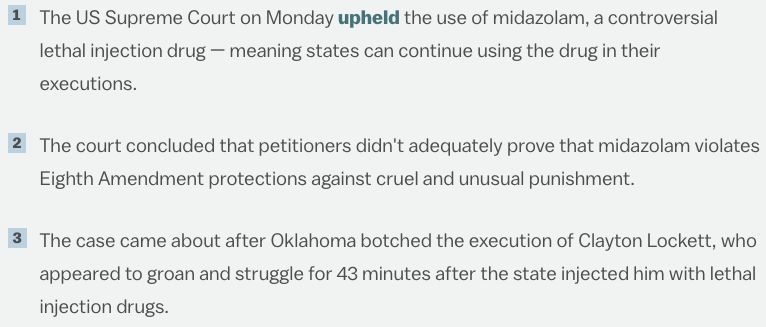 1 The US Supreme Court on Monday upheld the use of midazolam, a controversial
lethal injection drug — meaning states can continue using the drug in their
executions.
2 The court concluded that petitioners didn't adequately prove that midazolam violates
Eighth Amendment protections against cruel and unusual punishment.
3 The case came about after Oklahoma botched the execution of Clayton Lockett, who
appeared to groan and struggle for 43 minutes after the state injected him with lethal
injection drugs.